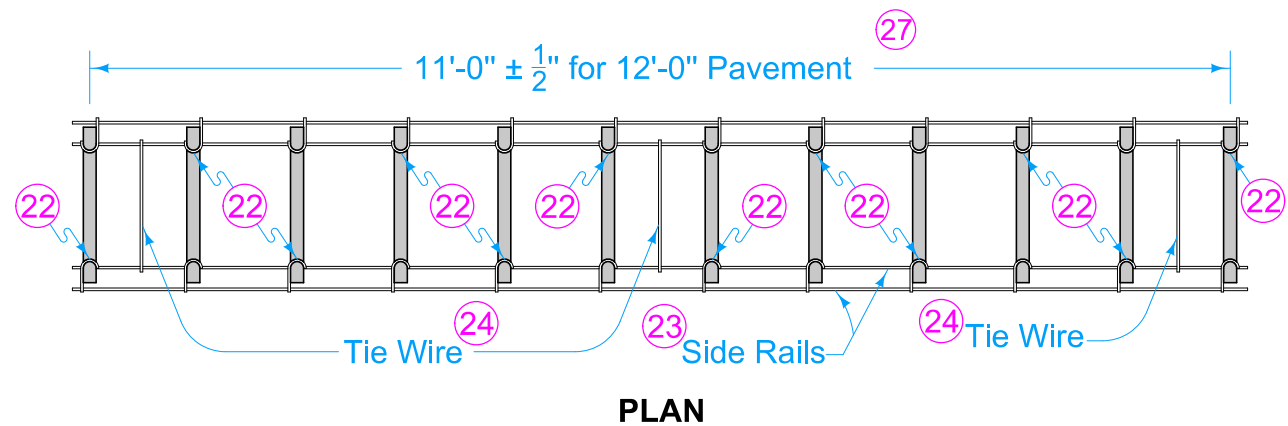 27
11'-0" ± 1/2" for 12'-0" Pavement
22 22 22 22 22 22 22 22
24 23 24
Tie Wire Side Rails Tie Wire
PLAN